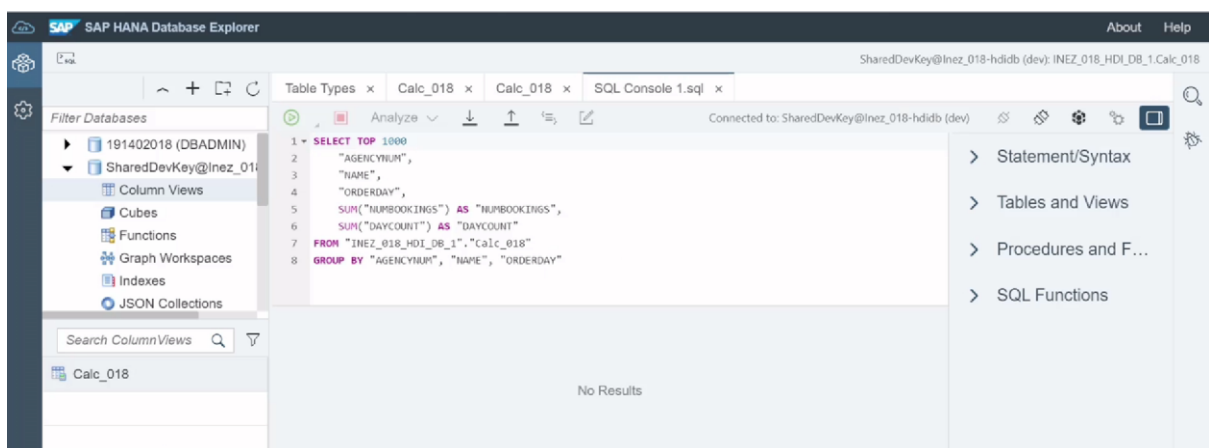 SAP SAP HANA Database Explorer About Help
SQL SharedDevKey@Inez_018-hdidb (dev): INEZ_018_HDI_DB_1.Calc_018
Table Types x Calc_018 x Calc_018 x SQL Console 1.sql x
Filter Databases
Analyze
Connected to: SharedDevKey@Inez_018-hdidb (dev)
191402018 (DBADMIN)
SharedDevKey@Inez_018
Column Views
Cubes
Functions
Graph Workspaces
Indexes
JSON Collections
Search ColumnViews
Calc_018
1 SELECT TOP 1000
2 "AGENCYNUM",
3 "NAME",
4 "ORDERDAY",
5 SUM("NUMBOOKINGS") AS "NUMBOOKINGS",
6 SUM("DAYCOUNT") AS "DAYCOUNT"
7 FROM "INEZ_018_HDI_DB_1"."Calc_018"
8 GROUP BY "AGENCYNUM", "NAME", "ORDERDAY"
No Results
Statement/Syntax
Tables and Views
Procedures and F...
SQL Functions